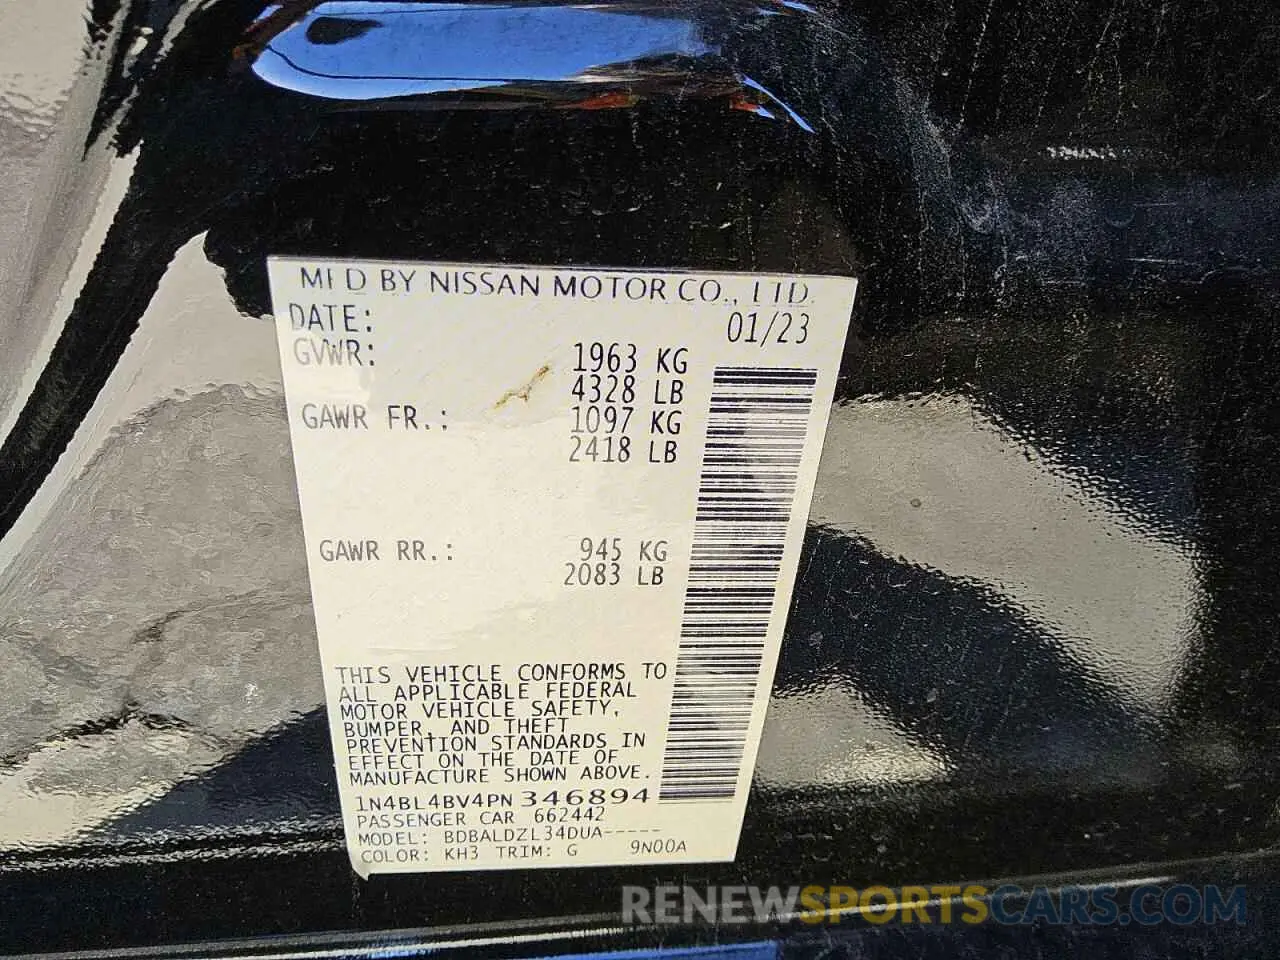 MFD BY NISSAN MOTOR CO., LTD.
DATE: 01/23
GVWR: 1963 KG
4328 LB
GAWR FR.: 1097 KG
2418 LB
GAWR RR.: 945 KG
2083 LB
THIS VEHICLE CONFORMS TO
ALL APPLICABLE FEDERAL
MOTOR VEHICLE SAFETY,
BUMPER, AND THEFT
PREVENTION STANDARDS IN
EFFECT ON THE DATE OF
MANUFACTURE SHOWN ABOVE.
1N4BL4BV4PN346894
PASSENGER CAR 662442
MODEL: BDBALDZL34DUA-----
COLOR: KH3 TRIM: G 9N00A
RENEWSPORTSCARS.COM